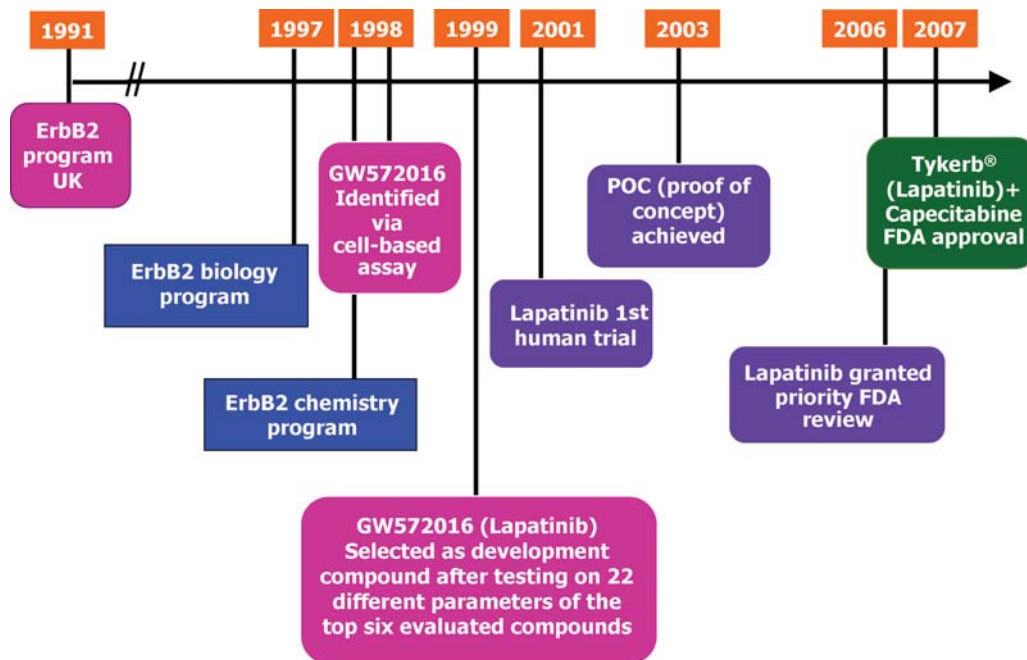 1991
1997
1998
1999
2001
2003
2006
2007
ErbB2
program
UK
ErbB2 biology
program
GW572016
Identified
via
cell-based
assay
ErbB2 chemistry
program
GW572016 (Lapatinib)
Selected as development
compound after testing on 22
different parameters of the
top six evaluated compounds
Lapatinib 1st
human trial
POC (proof of
concept)
achieved
Lapatinib granted
priority FDA
review
Tykerb®
(Lapatinib)+
Capecitabine
FDA approval